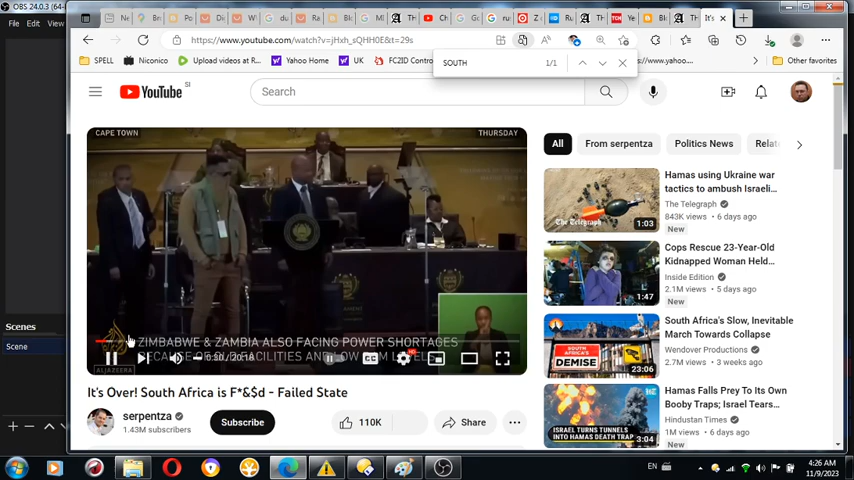 OBS 24.0.3 (64-
File
Edit
https://www.youtube.com/watch?v=jHxh_sQHH0E&t=29s
SPELL
Niconico
Upload videos at R...
Yahoo Home
UK
FC2ID Contro
yahoo....
Other favorites
SOUTH
1/1
YouTube SI
Search
CAPE TOWN
THURSDAY
ZIMBABWE & ZAMBIA ALSO FACING POWER SHORTAGES
ALJAZEERA
It's Over! South Africa is F*&$d - Failed State
serpentza
1.43M subscribers
Subscribe
110K
Share
All
From serpentza
Politics News
Relat
Hamas using Ukraine war
tactics to ambush Israeli...
The Telegraph
843K views • 6 days ago
New
1:03
Cops Rescue 23-Year-Old
Kidnapped Woman Held...
Inside Edition
2.1M views • 5 days ago
New
1:47
South Africa's Slow, Inevitable
March Towards Collapse
Wendover Productions
2.7M views • 3 weeks ago
SOUTH AFRICA'S
DEMISE
23:06
Hamas Falls Prey To Its Own
Booby Traps; Israel Tears...
Hindustan Times
1M views • 6 days ago
New
ISRAEL TURNS TUNNELS
INTO HAMAS DEATH TRAP
3:04
Scenes
Scene
EN
4:26 AM
11/9/2023